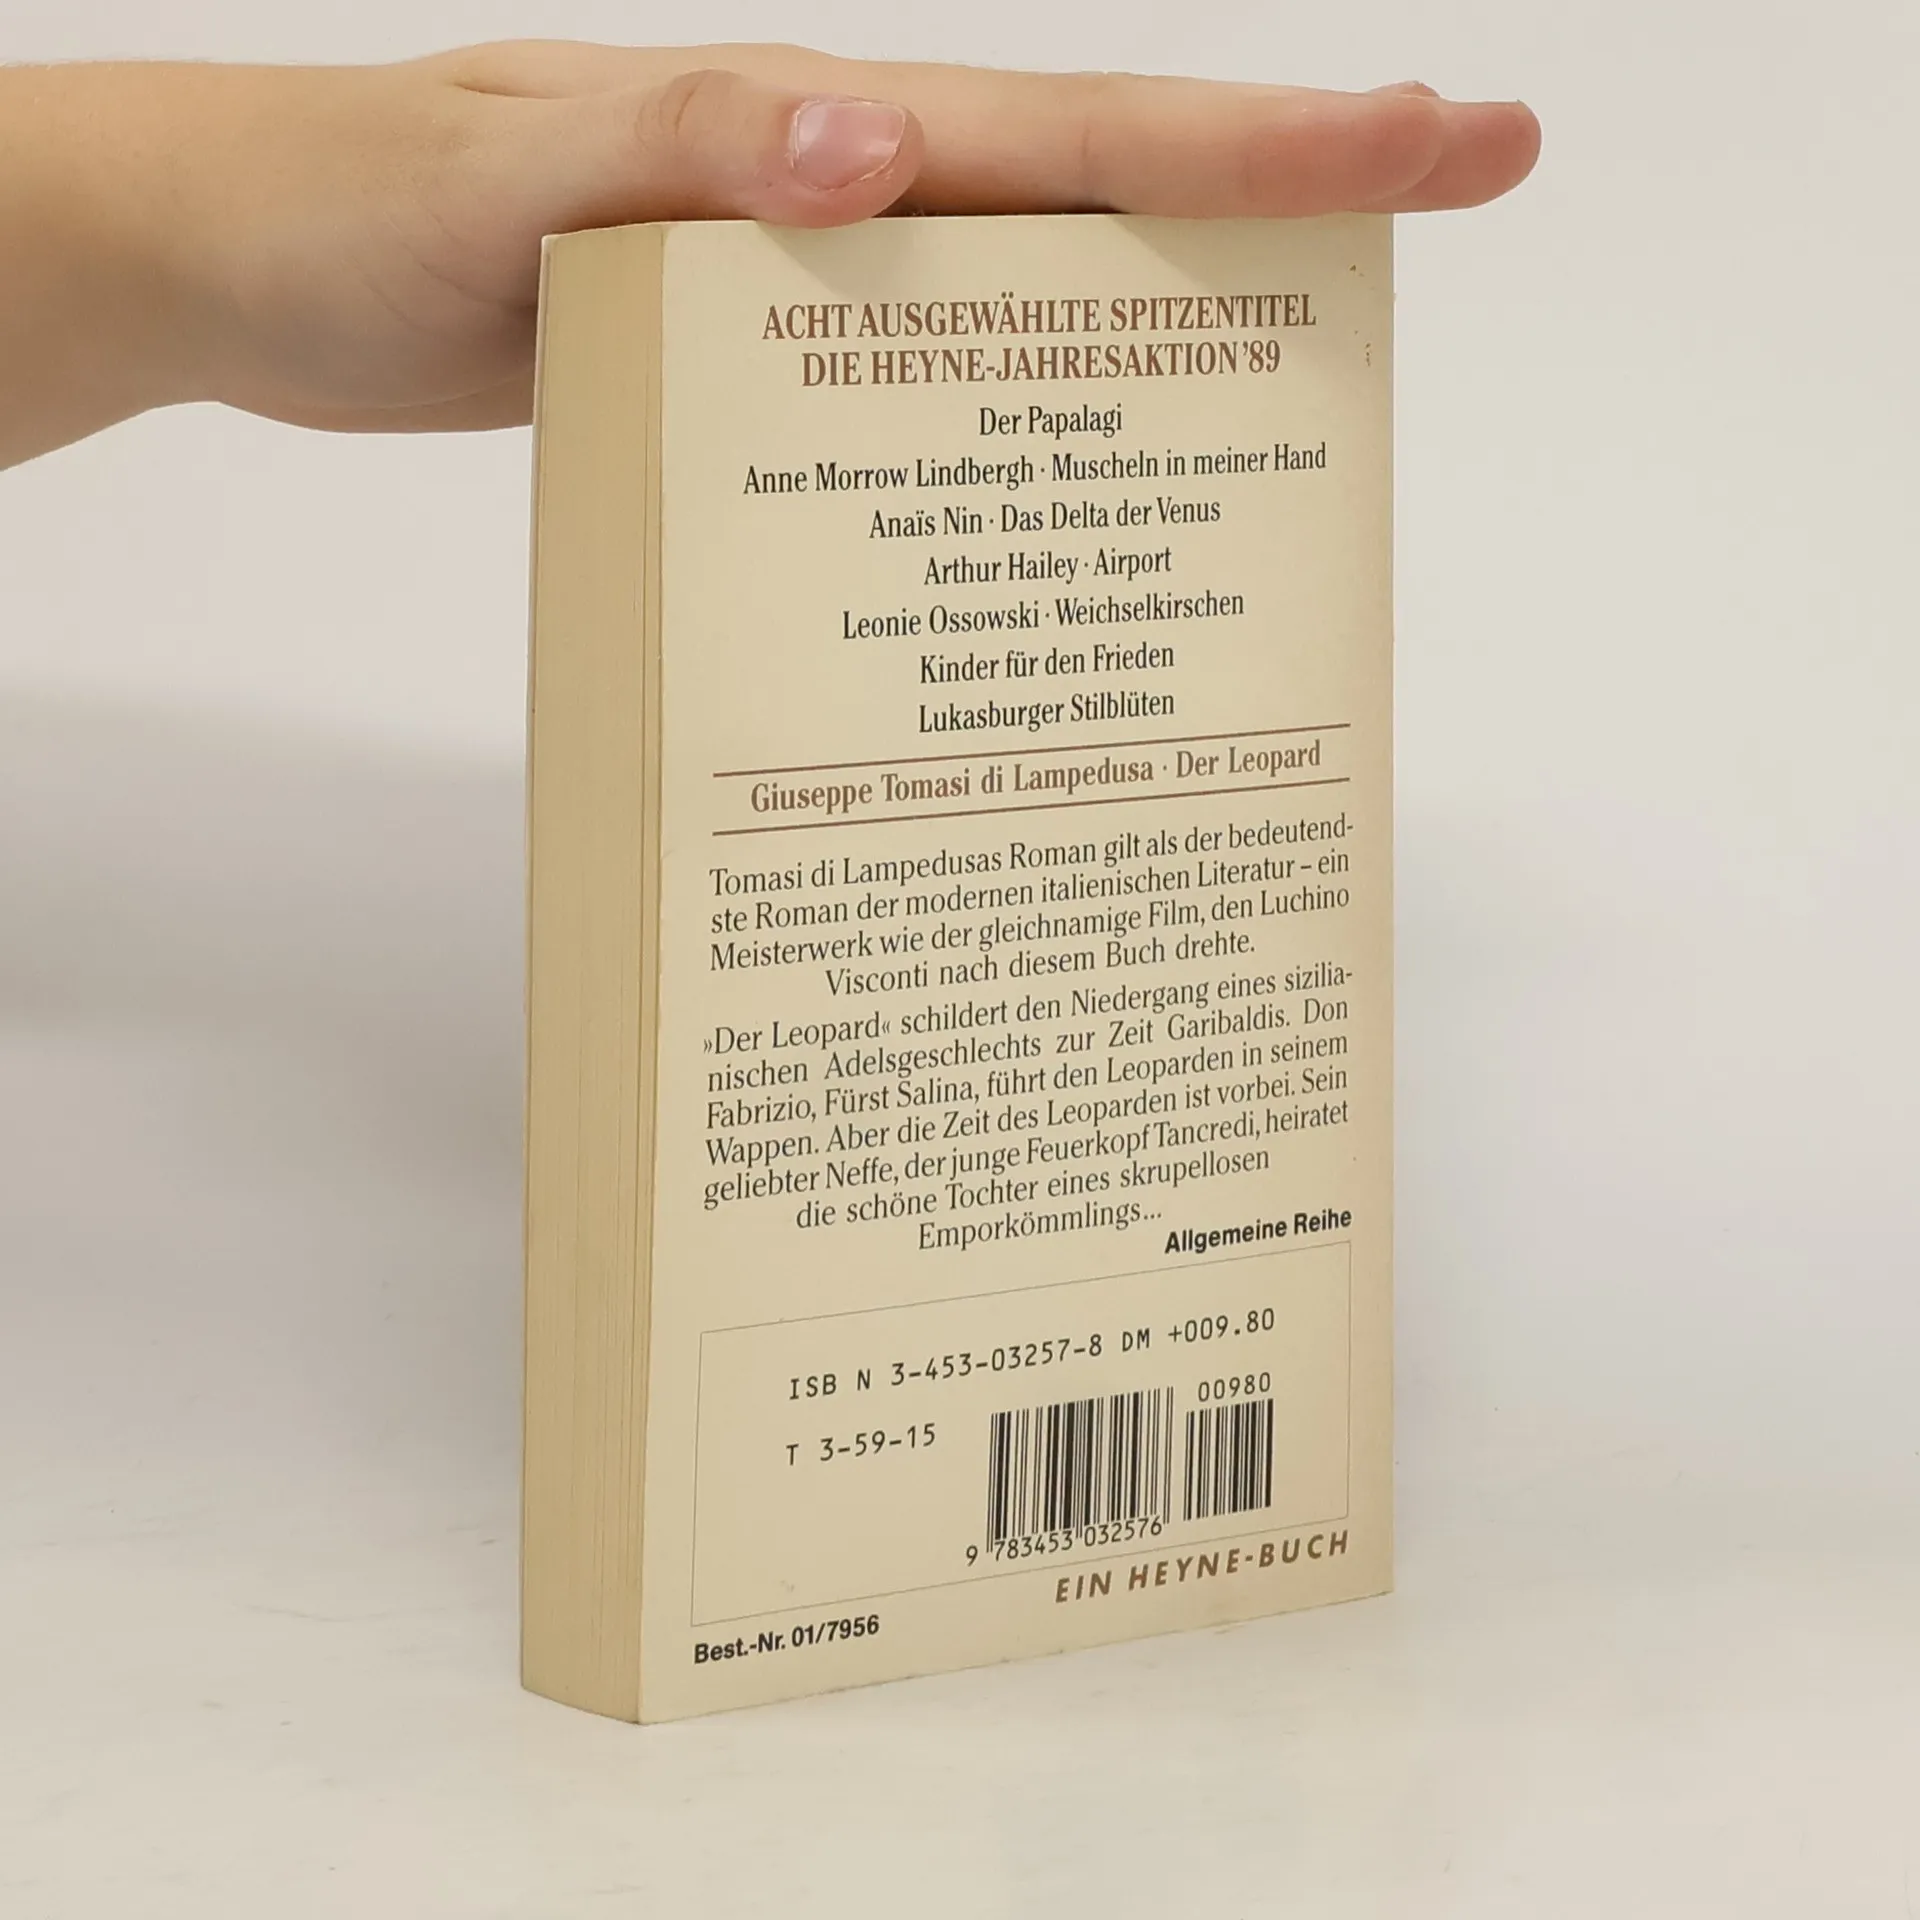 ACHT AUSGEWÄHLTE SPITZENTITEL
DIE HEYNE-JAHRESAKTION '89
Der Papalagi
Anne Morrow Lindbergh · Muscheln in meiner Hand
Anaïs Nin · Das Delta der Venus
Arthur Hailey · Airport
Leonie Ossowski · Weichselkirschen
Kinder für den Frieden
Lukasburger Stilblüten
Giuseppe Tomasi di Lampedusa · Der Leopard
Tomasi di Lampedusas Roman gilt als der bedeutend-
ste Roman der modernen italienischen Literatur – ein
Meisterwerk wie der gleichnamige Film, den Luchino
Visconti nach diesem Buch drehte.
»Der Leopard« schildert den Niedergang eines sizilia-
nischen Adelsgeschlechts zur Zeit Garibaldis. Don
Fabrizio, Fürst Salina, führt den Leoparden in seinem
Wappen. Aber die Zeit des Leoparden ist vorbei. Sein
geliebter Neffe, der junge Feuerkopf Tancredi, heiratet
die schöne Tochter eines skrupellosen
Emporkömmlings...
Allgemeine Reihe
ISB N 3-453-03257-8 DM +009.80
00980
T 3-59-15
9 783453 032576
EIN HEYNE-BUCH
Best.-Nr. 01/7956